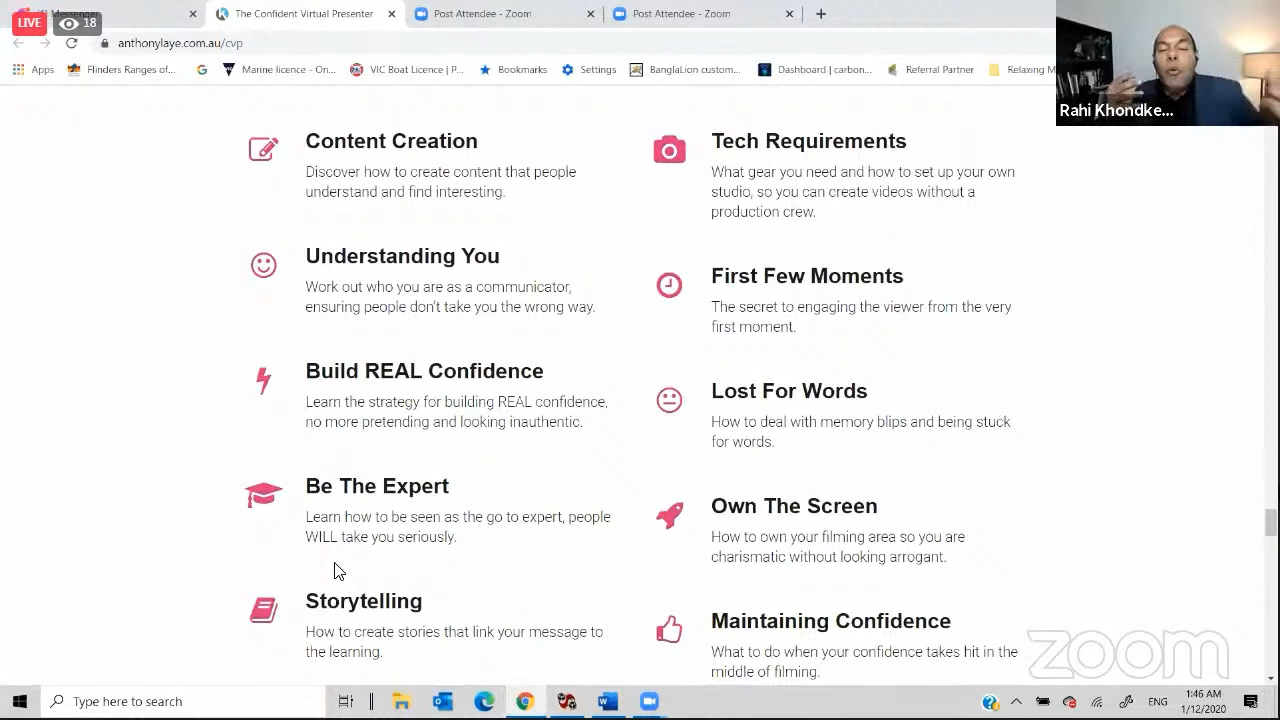 LIVE
18
Messenger
The Confident Virtual Presenter
Post Attendee - Zoom
Post Attendee - Zoom
anthonylaye.com.au/cvp
Apps
Flinders Ranges of...
Marine licence - On...
VIC Boat Licence | P...
Bookmarks
Settings
BanglaLion custom...
Dashboard | carbon...
Referral Partner
Relaxing M
Rahi Khondke...
Content Creation
Discover how to create content that people
understand and find interesting.
Understanding You
Work out who you are as a communicator,
ensuring people don't take you the wrong way.
Build REAL Confidence
Learn the strategy for building REAL confidence,
no more pretending and looking inauthentic.
Be The Expert
Learn how to be seen as the go to expert, people
WILL take you seriously.
Storytelling
How to create stories that link your message to
the learning.
Tech Requirements
What gear you need and how to set up your own
studio, so you can create videos without a
production crew.
First Few Moments
The secret to engaging the viewer from the very
first moment.
Lost For Words
How to deal with memory blips and being stuck
for words.
Own The Screen
How to own your filming area so you are
charismatic without looking arrogant.
Maintaining Confidence
What to do when your confidence takes hit in the
middle of filming.
zoom
Type here to search
ENG
1:46 AM
1/12/2020